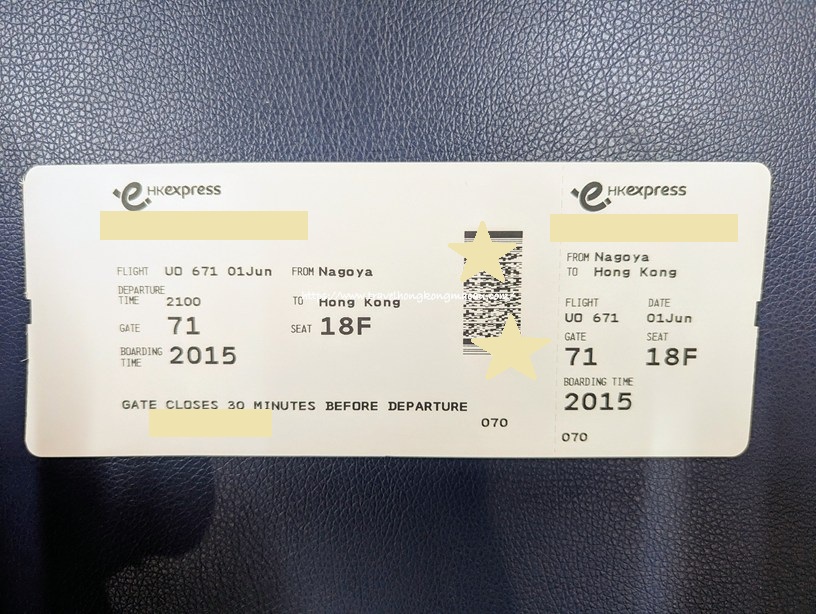 HKexpress
FLIGHT UO 671 01Jun FROM Nagoya
DEPARTURE TIME 2100 TO Hong Kong
GATE 71 SEAT 18F
BOARDING TIME 2015
GATE CLOSES 30 MINUTES BEFORE DEPARTURE
070
HKexpress
FROM Nagoya
TO Hong Kong
FLIGHT DATE
UO 671 01Jun
GATE SEAT
71 18F
BOARDING TIME
2015
070